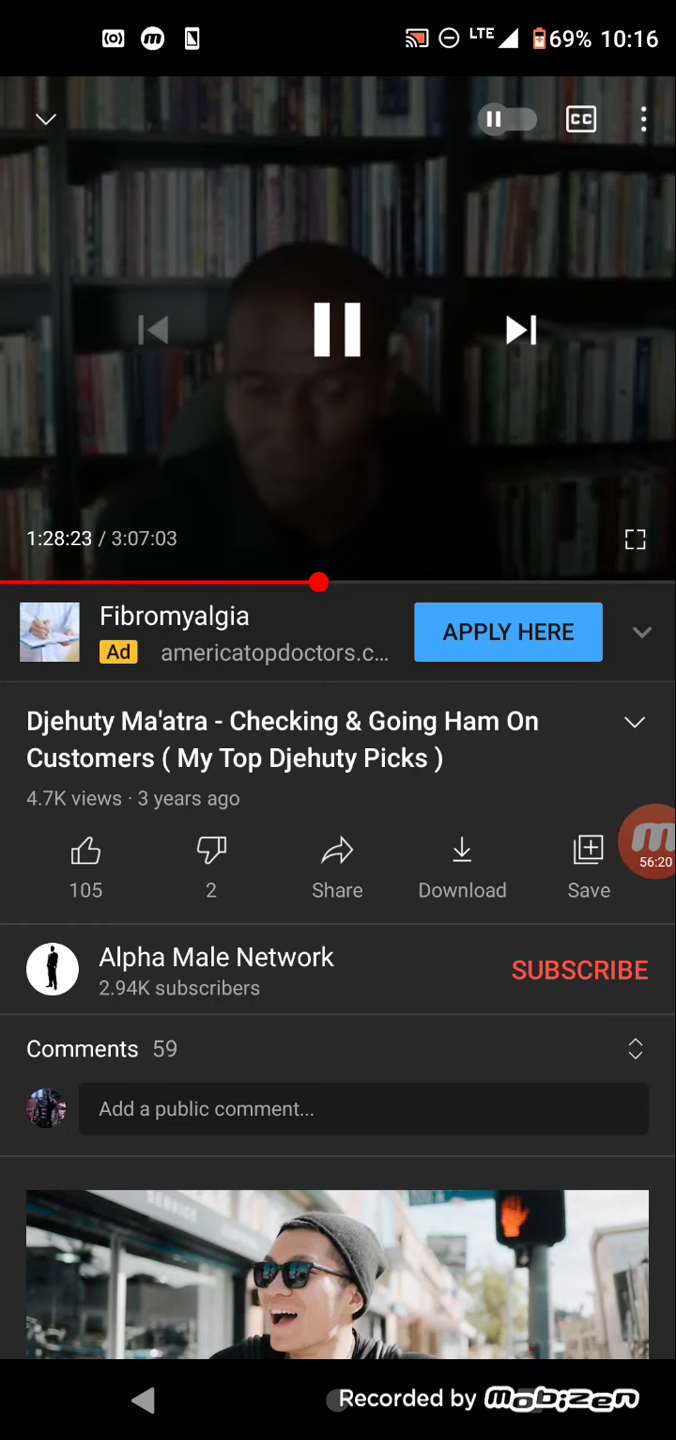 LTE 69% 10:16
CC
1:28:23 / 3:07:03
Fibromyalgia
APPLY HERE
Ad americatopdoctors.c...
Djehuty Ma'atra - Checking & Going Ham On
Customers ( My Top Djehuty Picks )
4.7K views · 3 years ago
56:20
105 2 Share Download Save
Alpha Male Network
SUBSCRIBE
2.94K subscribers
Comments 59
Add a public comment...
SERVICE
Recorded by mobizen